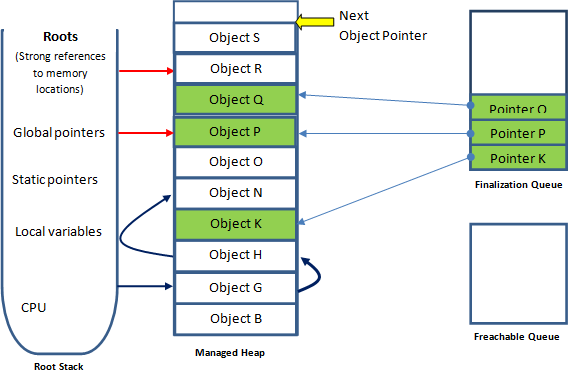 Roots
(Strong references
to memory
locations)
Global pointers
Static pointers
Local variables
CPU
Root Stack
Next
Object Pointer
Object S
Object R
Object Q
Object P
Object O
Object N
Object K
Object H
Object G
Object B
Managed Heap
Pointer Q
Pointer P
Pointer K
Finalization Queue
Freachable Queue